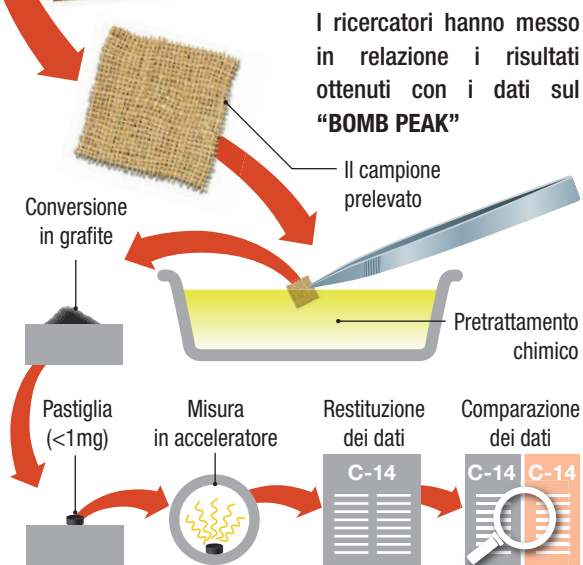 I ricercatori hanno messo
in relazione i risultati
ottenuti con i dati sul
“BOMB PEAK”
Il campione
prelevato
Conversione
in grafite
Pretrattamento
chimico
Pastiglia
(<1mg)
Misura
in acceleratore
Restituzione
dei dati
Comparazione
dei dati
C-14
C-14
C-14